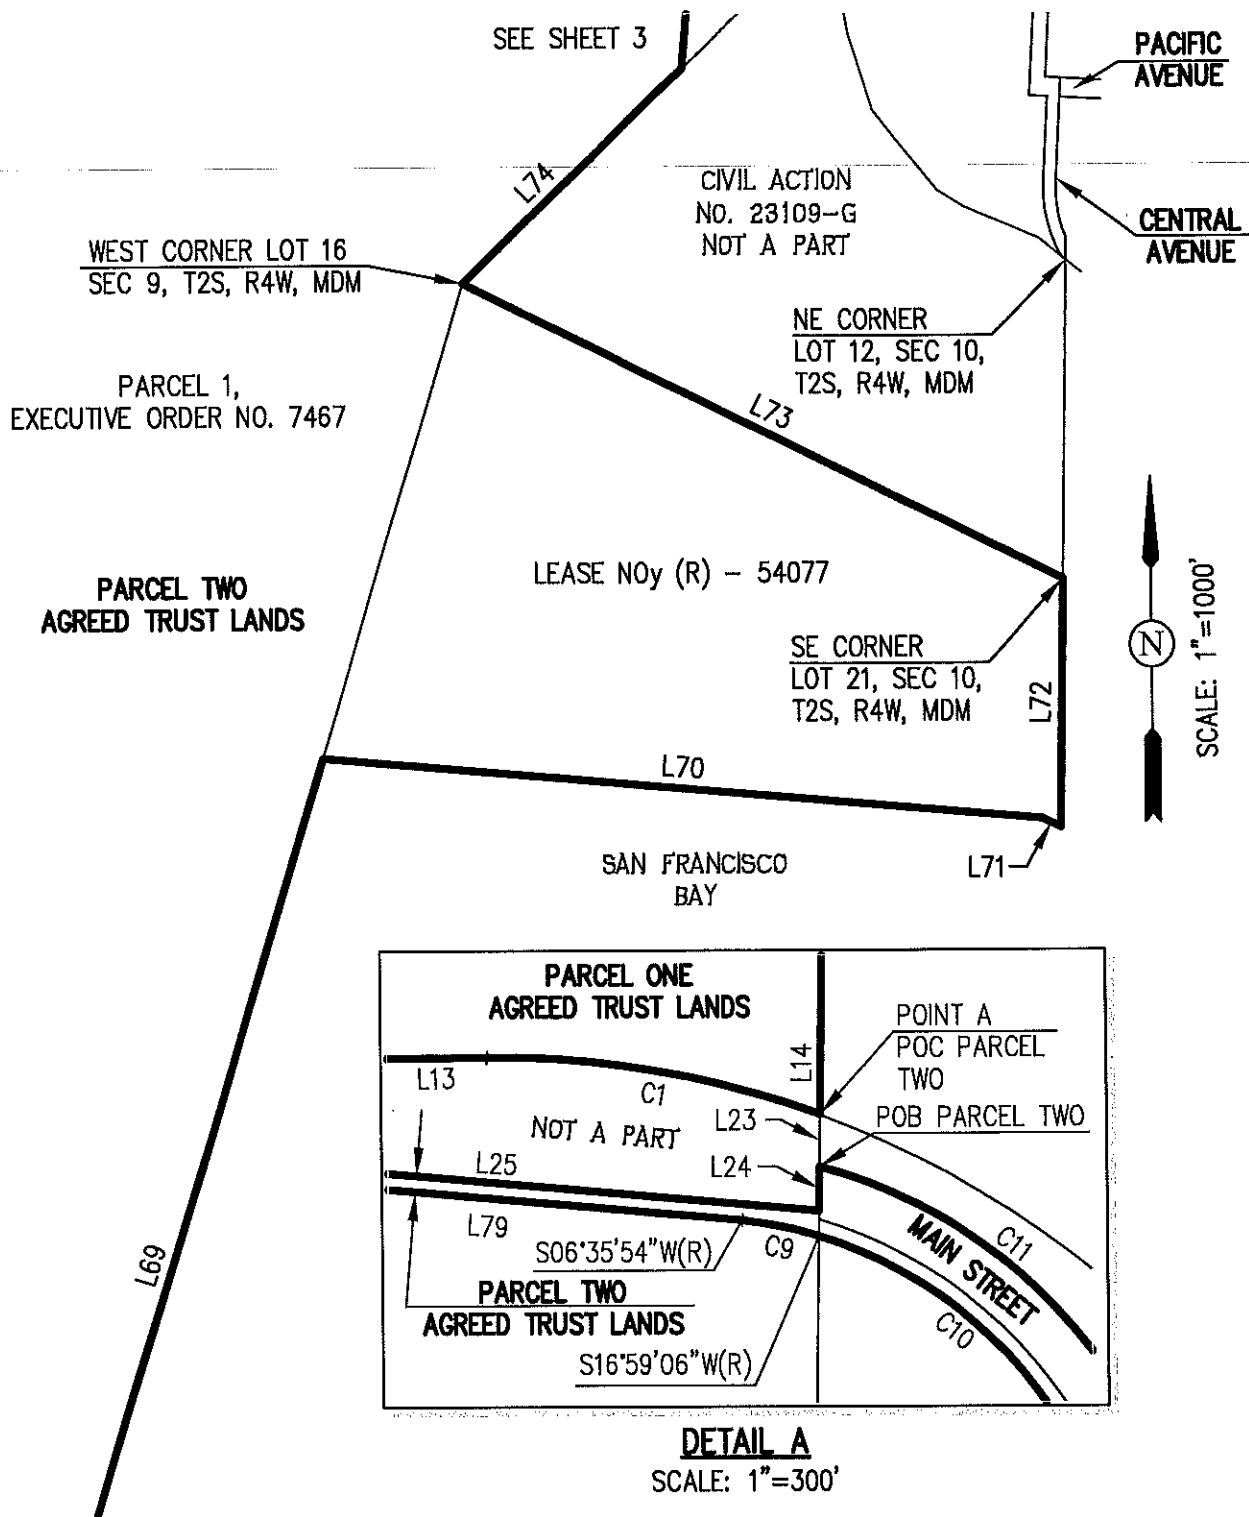 SEE SHEET 3
PACIFIC
AVENUE
L74
CIVIL ACTION
NO. 23109-G
NOT A PART
CENTRAL
AVENUE
WEST CORNER LOT 16
SEC 9, T2S, R4W, MDM
NE CORNER
LOT 12, SEC 10,
T2S, R4W, MDM
PARCEL 1,
EXECUTIVE ORDER NO. 7467
L73
PARCEL TWO
AGREED TRUST LANDS
LEASE NOy (R) - 54077
N
SCALE: 1"=1000'
SE CORNER
LOT 21, SEC 10,
T2S, R4W, MDM
L72
L70
L71
SAN FRANCISCO
BAY
L69
PARCEL ONE
AGREED TRUST LANDS
L14
POINT A
POC PARCEL
TWO
L13
C1
L23
POB PARCEL TWO
NOT A PART
L24
L25
L79
S06°35'54"W(R)
C9
MAIN STREET
C11
PARCEL TWO
AGREED TRUST LANDS
C10
S16°59'06"W(R)
DETAIL A
SCALE: 1"=300'